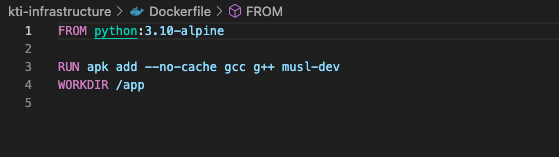 kti-infrastructure > Dockerfile > FROM
1 FROM python:3.10-alpine
2
3 RUN apk add --no-cache gcc g++ musl-dev
4 WORKDIR /app
5